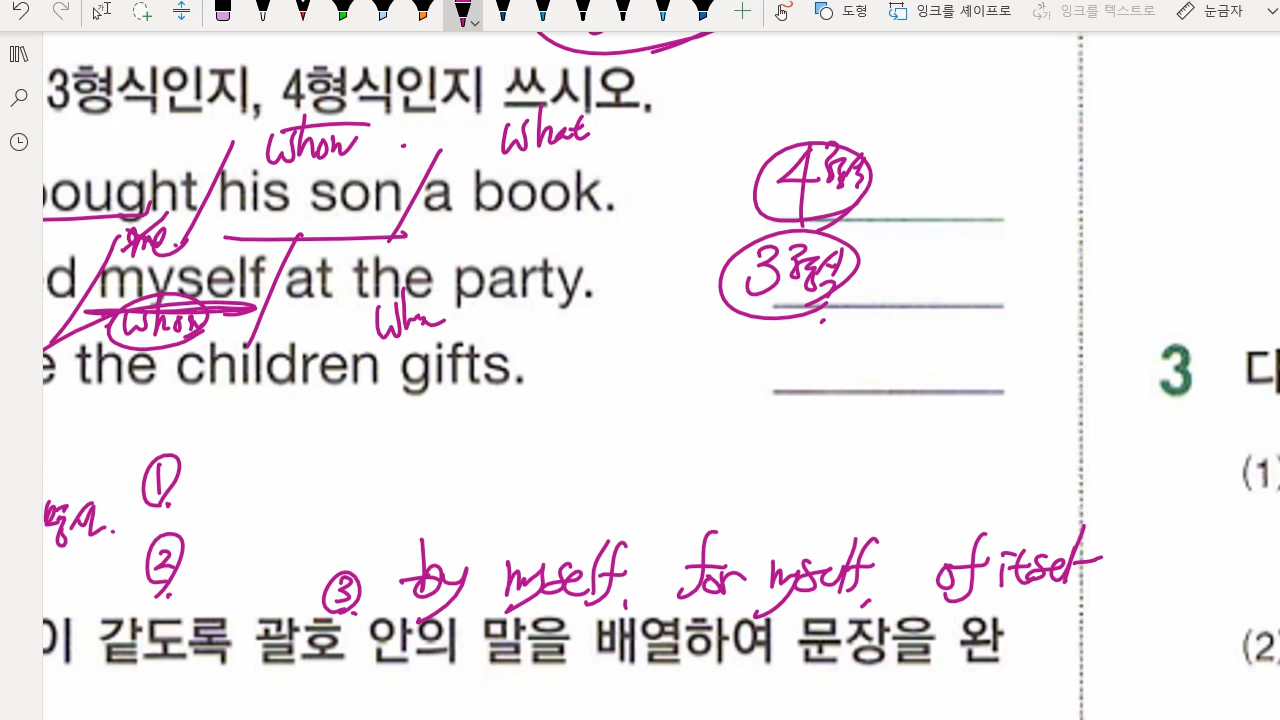 도형 잉크를 셰이프로 잉크를 텍스트로 눈금자
3형식인지, 4형식인지 쓰시오.
whom what
bought his son a book. 4형식
me
d myself at the party. 3형식
whom
e the children gifts.
3 다
①
(1)
②
③ by myself for myself of itself
이 같도록 괄호 안의 말을 배열하여 문장을 완
(2)